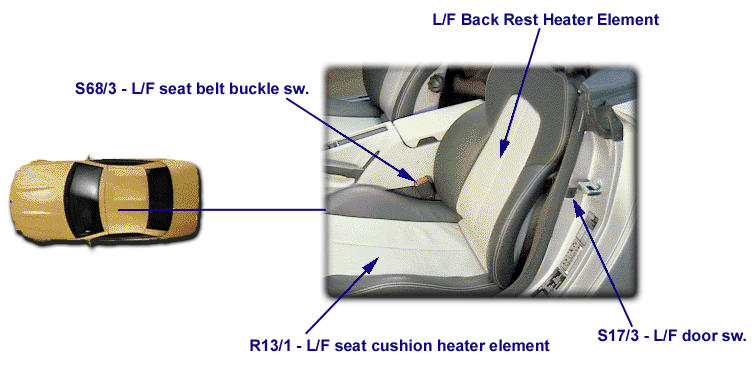 L/F Back Rest Heater Element
S68/3 - L/F seat belt buckle sw.
S17/3 - L/F door sw.
R13/1 - L/F seat cushion heater element